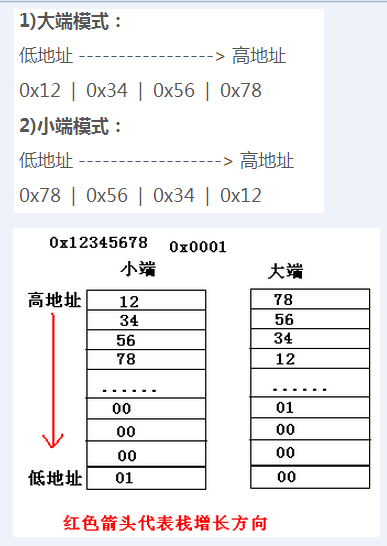 1)大端模式：
低地址 -----------------> 高地址
0x12 | 0x34 | 0x56 | 0x78
2)小端模式：
低地址 ------------------> 高地址
0x78 | 0x56 | 0x34 | 0x12
0x12345678 0x0001
小端 大端
高地址 12 78
34 56
56 34
78 12
...... ......
00 01
00 00
00 00
低地址 01 00
红色箭头代表栈增长方向